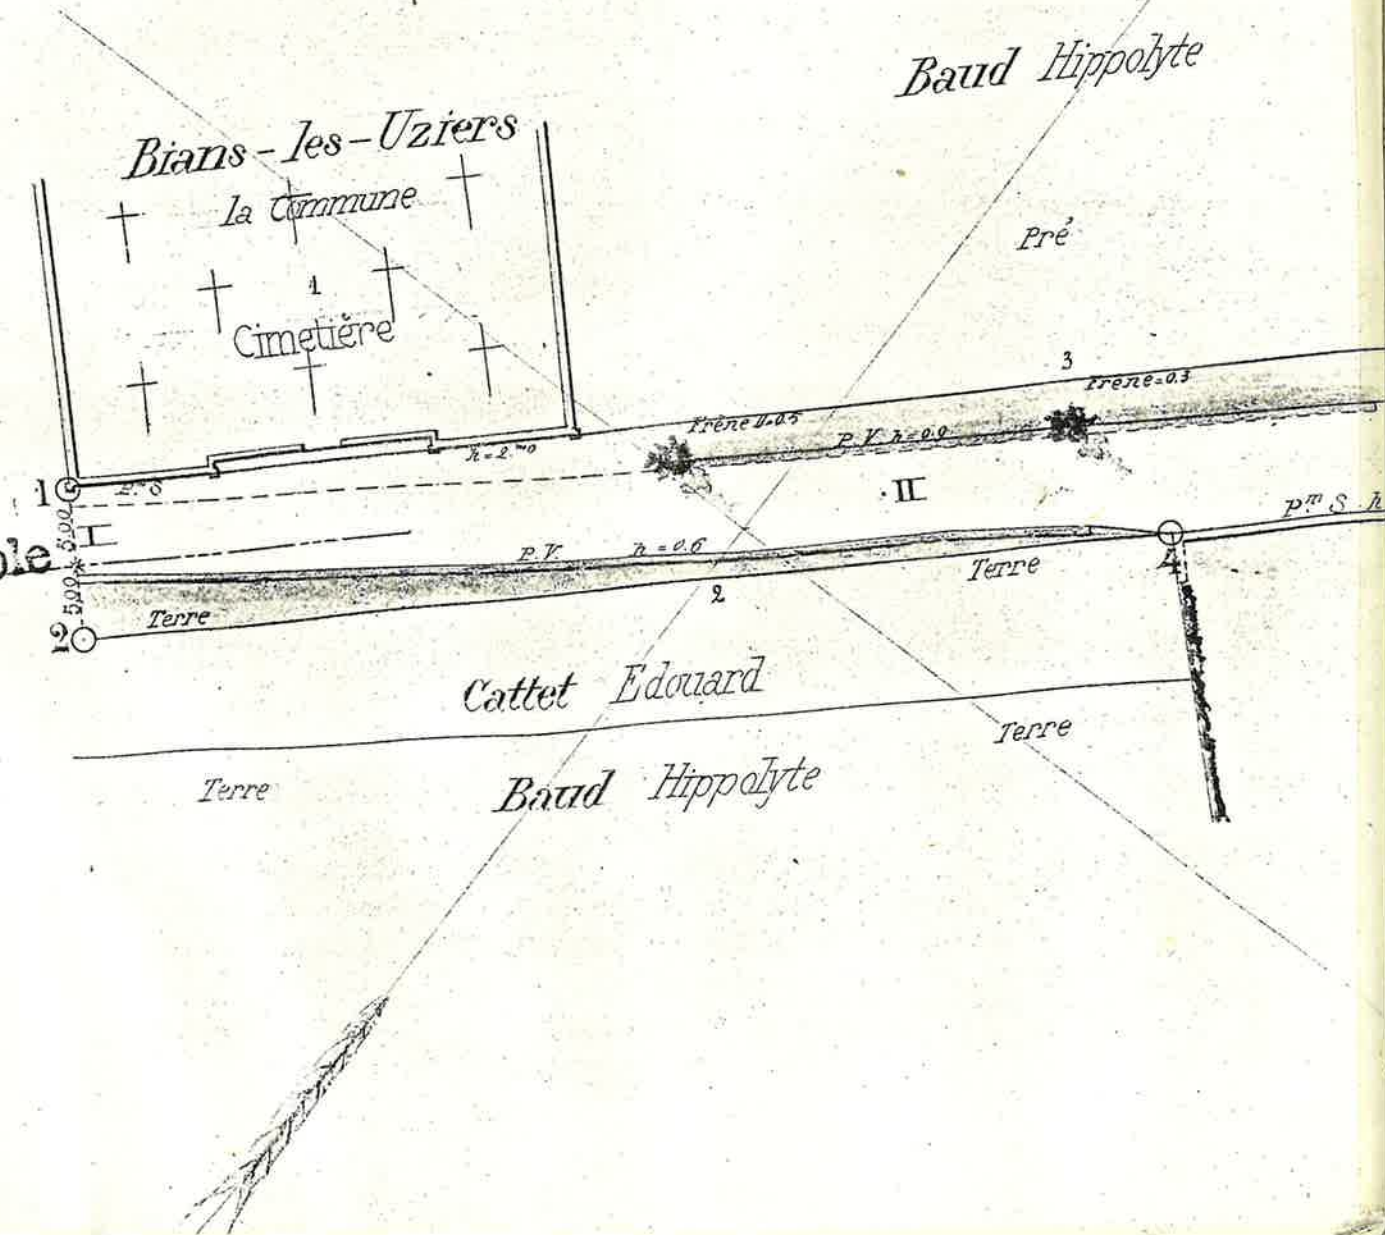 Baud Hippolyte
Bians-les-Uziers
la Commune
Pré
1
Cimetière
3
Frêne=0.3
Frêne D=0.5
P.V. h=0.9
h=2.m0
1
P.m S
II
5.00
I
P.m S. h
P.V. h=0.6
Terre
4
5.00
2
Terre
2
Cattet Edouard
Terre
Terre
Baud Hippolyte